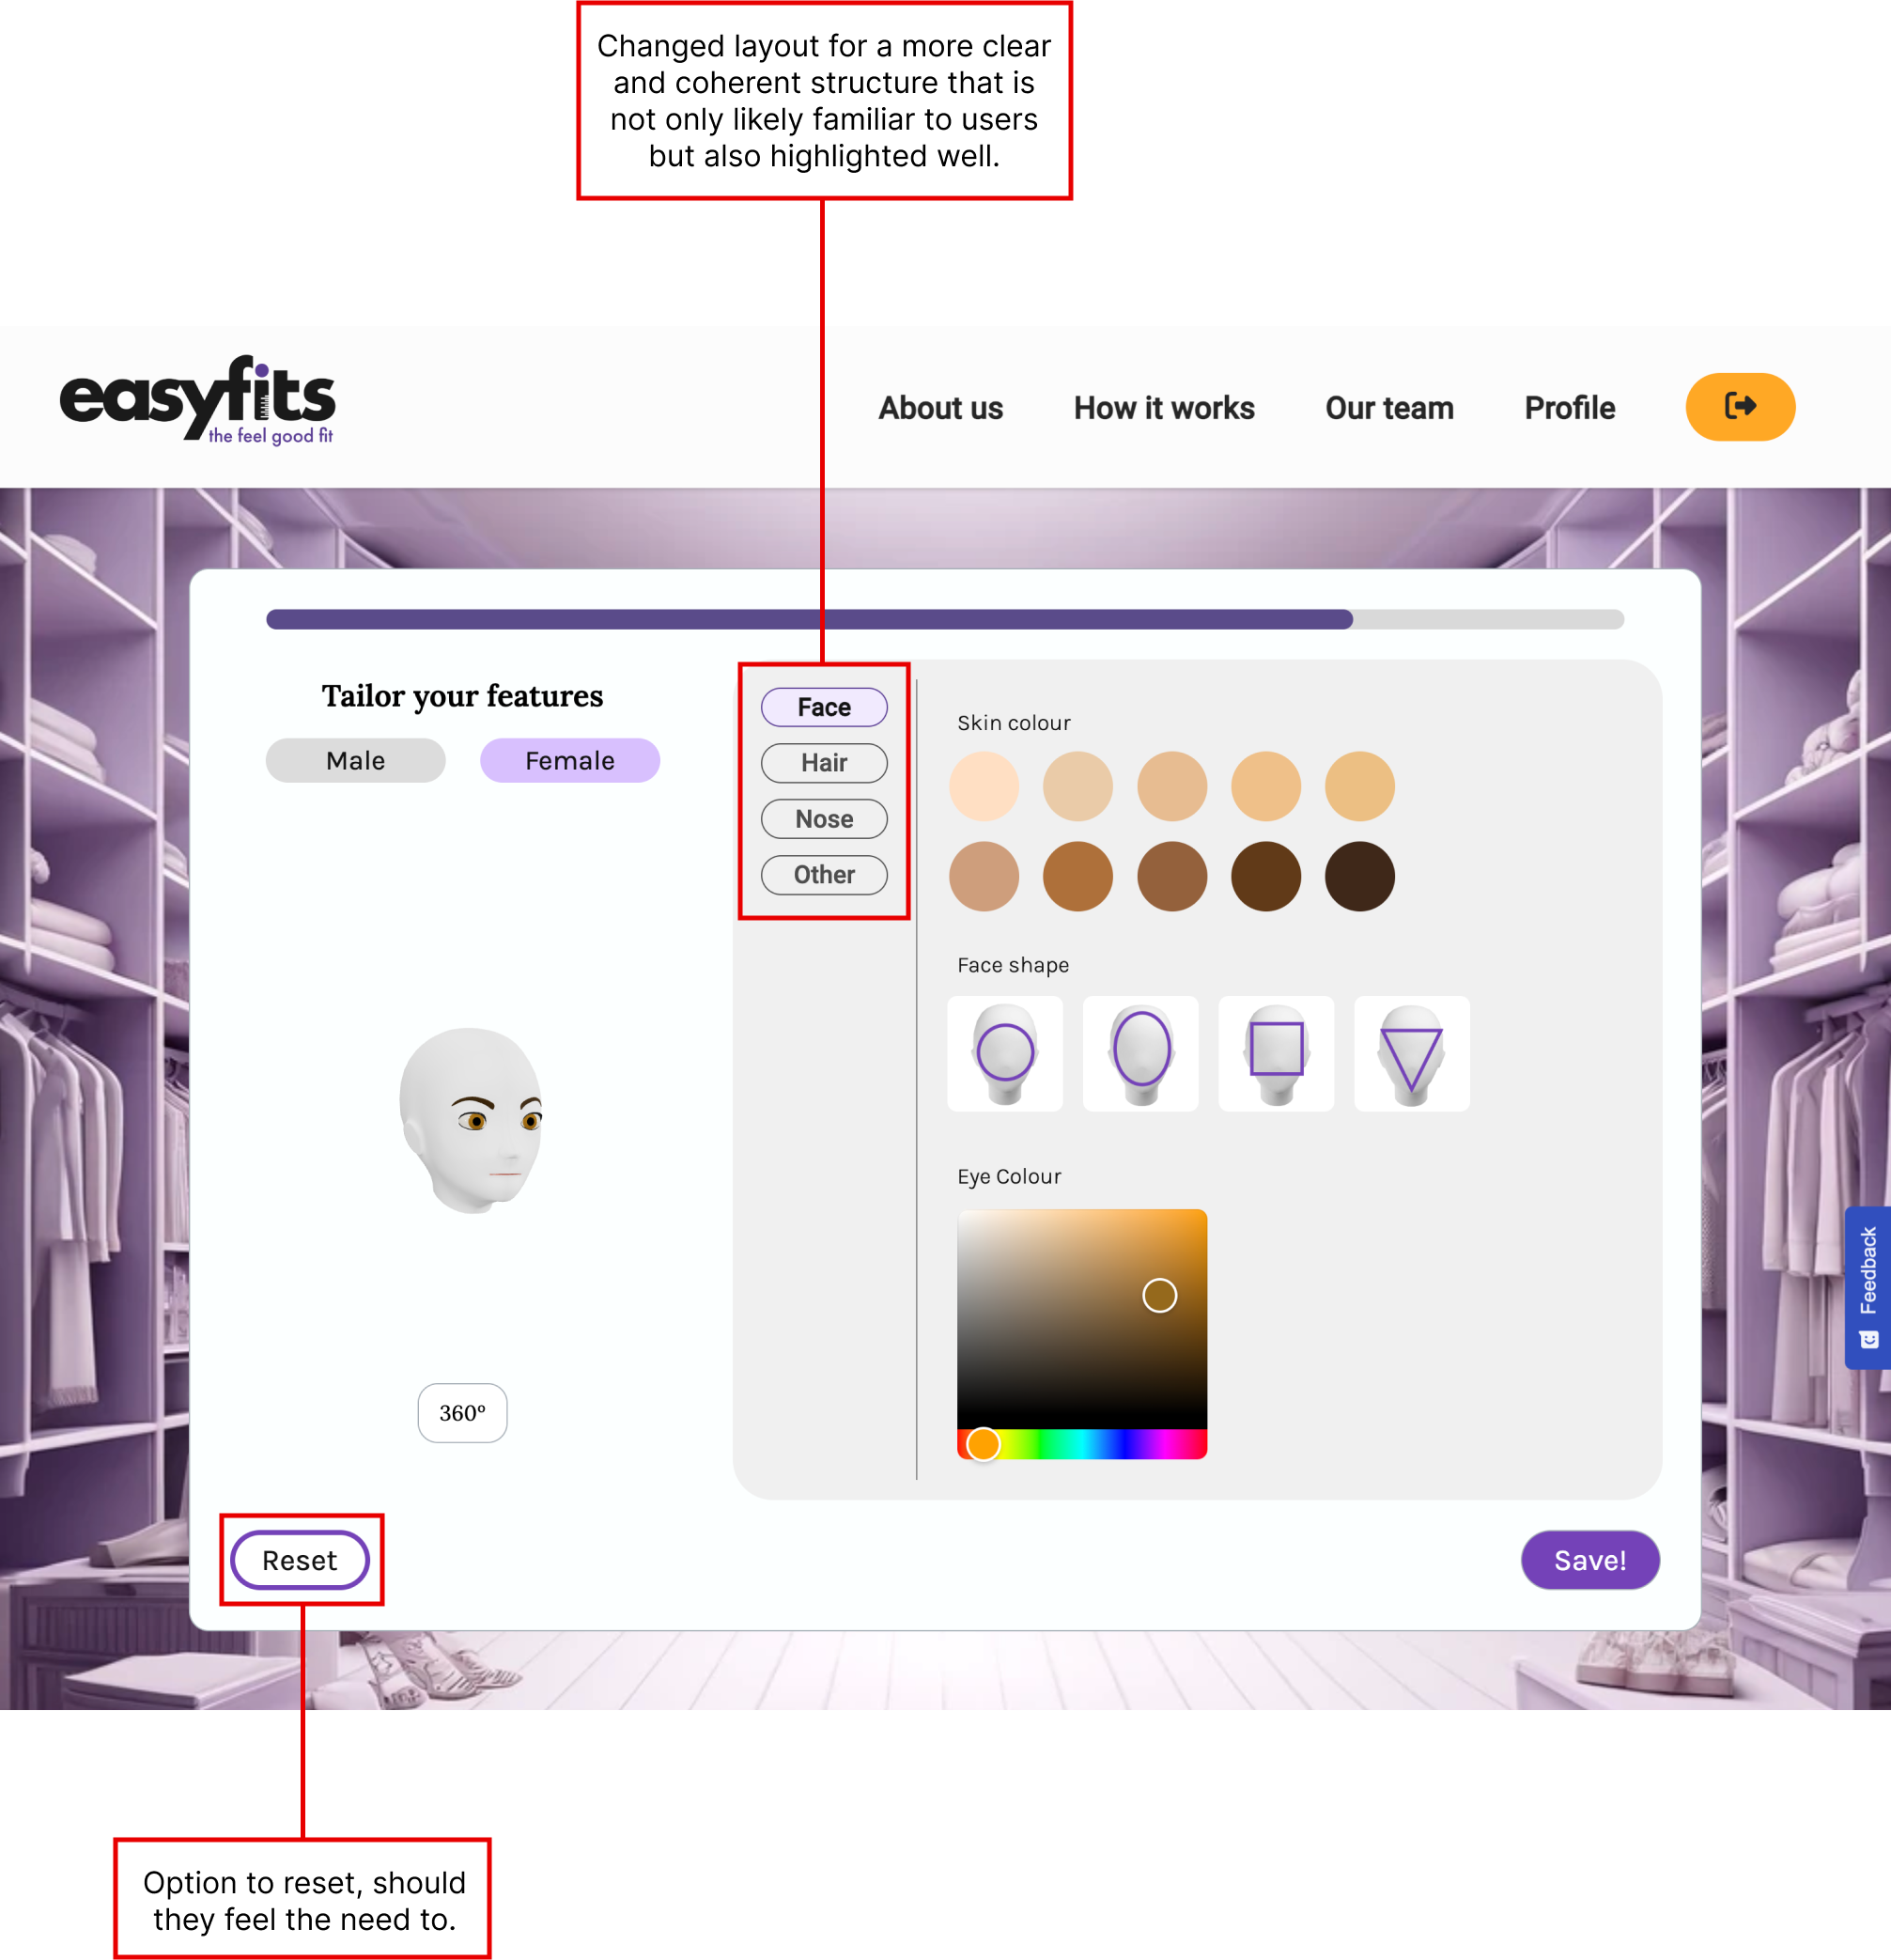 Changed layout for a more clear
and coherent structure that is
not only likely familiar to users
but also highlighted well.
easyfits
the feel good fit
About us
How it works
Our team
Profile
Tailor your features
Male
Female
Face
Hair
Nose
Other
Skin colour
Face shape
Eye Colour
360º
Feedback
Reset
Save!
Option to reset, should
they feel the need to.